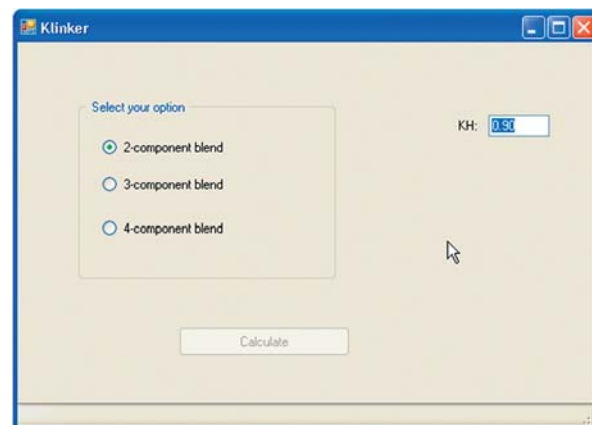 Klinker
Select your option
KH: 0.90
2-component blend
3-component blend
4-component blend
Calculate